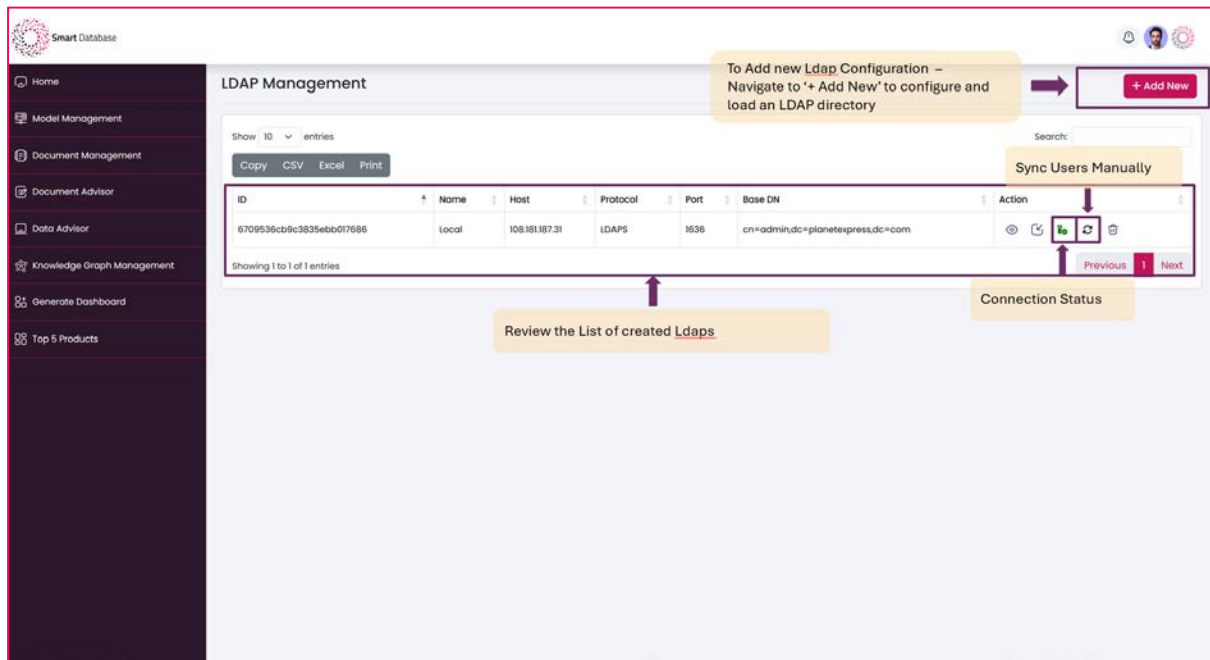 Smart Database
Home
Model Management
Document Management
Document Advisor
Data Advisor
Knowledge Graph Management
Generate Dashboard
Top 5 Products
LDAP Management
To Add new Ldap Configuration –
Navigate to '+ Add New' to configure and
load an LDAP directory
+ Add New
Show 10 entries
Search:
Copy CSV Excel Print
Sync Users Manually
ID Name Host Protocol Port Base DN Action
6709536cb9c3835ebb017686 Local 108.181.187.31 LDAPS 1636 cn=admin,dc=planetexpress,dc=com
Showing 1 to 1 of 1 entries
Previous 1 Next
Connection Status
Review the List of created Ldaps